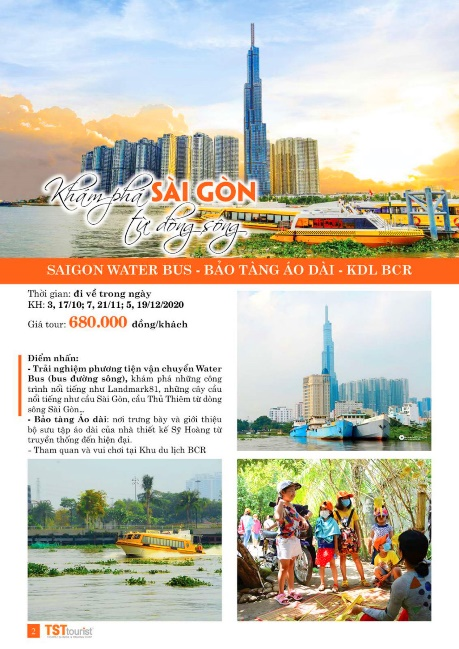 Khám phá SÀI GÒN
từ dòng sông
SAIGON WATER BUS - BẢO TÀNG ÁO DÀI - KDL BCR
Thời gian: đi về trong ngày
KH: 3, 17/10; 7, 21/11; 5, 19/12/2020
Giá tour: 680.000 đồng/khách
Điểm nhấn:
- Trải nghiệm phương tiện vận chuyển Water
Bus (bus đường sông), khám phá những công
trình nổi tiếng như Landmark81, những cây cầu
nổi tiếng như cầu Sài Gòn, cầu Thủ Thiêm từ dòng
sông Sài Gòn...
- Bảo tàng Áo dài: nơi trưng bày và giới thiệu
bộ sưu tập áo dài của nhà thiết kế Sỹ Hoàng từ
truyền thống đến hiện đại.
- Tham quan và vui chơi tại Khu du lịch BCR
2 TSTtourist